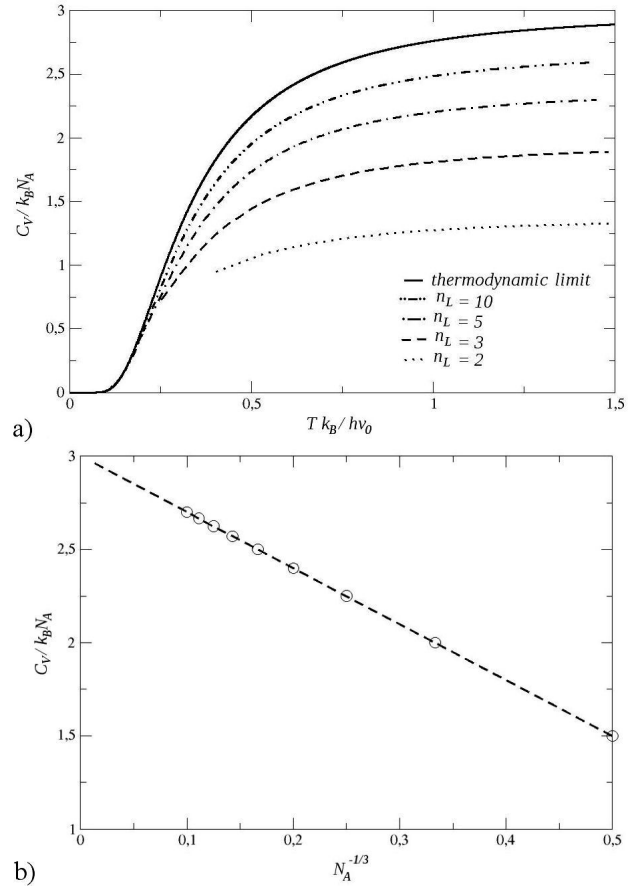 3
2,5
2
1,5
1
0,5
0
C_V / k_B N_A
thermodynamic limit
n_L = 10
n_L = 5
n_L = 3
n_L = 2
0
0,5
1
1,5
T k_B / hν_0
a)
3
2,5
2
1,5
1
C_V / k_B N_A
0,1
0,2
0,3
0,4
0,5
N_A^{-1/3}
b)